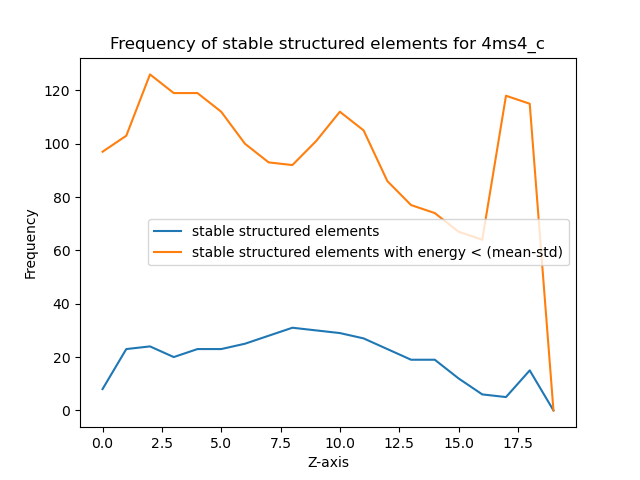 Frequency of stable structured elements for 4ms4_c
120
100
80
60
40
20
0
Frequency
stable structured elements
stable structured elements with energy < (mean-std)
0.0 2.5 5.0 7.5 10.0 12.5 15.0 17.5
Z-axis